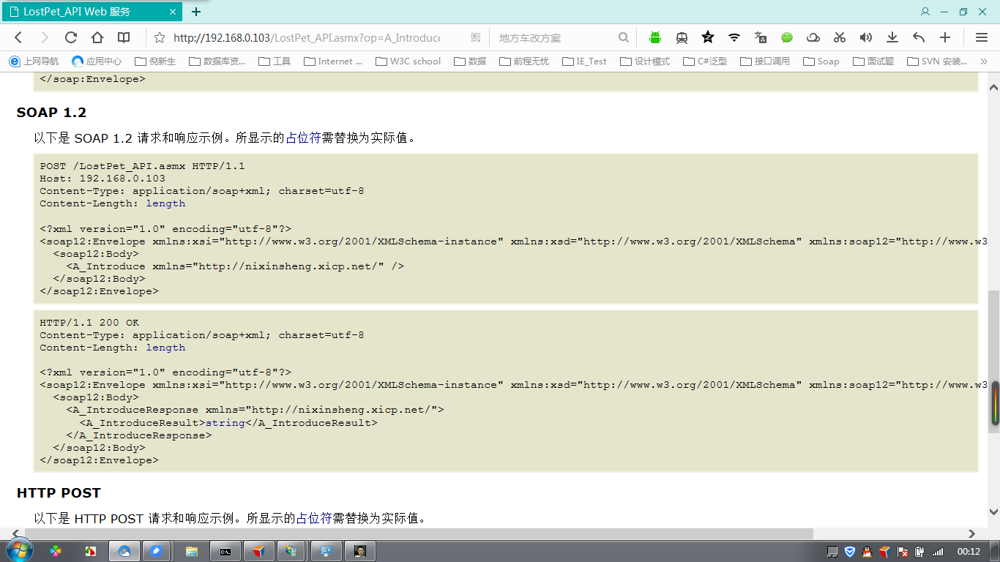 LostPet_API Web 服务
http://192.168.0.103/LostPet_API.asmx?op=A_Introduce
地方车改方案
上网导航 应用中心 倪新生 数据库资... 工具 Internet ... W3C school 数据 前程无忧 IE_Test 设计模式 C#泛型 接口调用 Soap 面试题 SVN 安装...
</soap:Envelope>
SOAP 1.2
以下是 SOAP 1.2 请求和响应示例。所显示的占位符需替换为实际值。
POST /LostPet_API.asmx HTTP/1.1
Host: 192.168.0.103
Content-Type: application/soap+xml; charset=utf-8
Content-Length: length
<?xml version="1.0" encoding="utf-8"?>
<soap12:Envelope xmlns:xsi="http://www.w3.org/2001/XMLSchema-instance" xmlns:xsd="http://www.w3.org/2001/XMLSchema" xmlns:soap12="http://www.w3
<soap12:Body>
<A_Introduce xmlns="http://nixinsheng.xicp.net/" />
</soap12:Body>
</soap12:Envelope>
HTTP/1.1 200 OK
Content-Type: application/soap+xml; charset=utf-8
Content-Length: length
<?xml version="1.0" encoding="utf-8"?>
<soap12:Envelope xmlns:xsi="http://www.w3.org/2001/XMLSchema-instance" xmlns:xsd="http://www.w3.org/2001/XMLSchema" xmlns:soap12="http://www.w3
<soap12:Body>
<A_IntroduceResponse xmlns="http://nixinsheng.xicp.net/">
<A_IntroduceResult>string</A_IntroduceResult>
</A_IntroduceResponse>
</soap12:Body>
</soap12:Envelope>
HTTP POST
以下是 HTTP POST 请求和响应示例。所显示的占位符需替换为实际值。
00:12